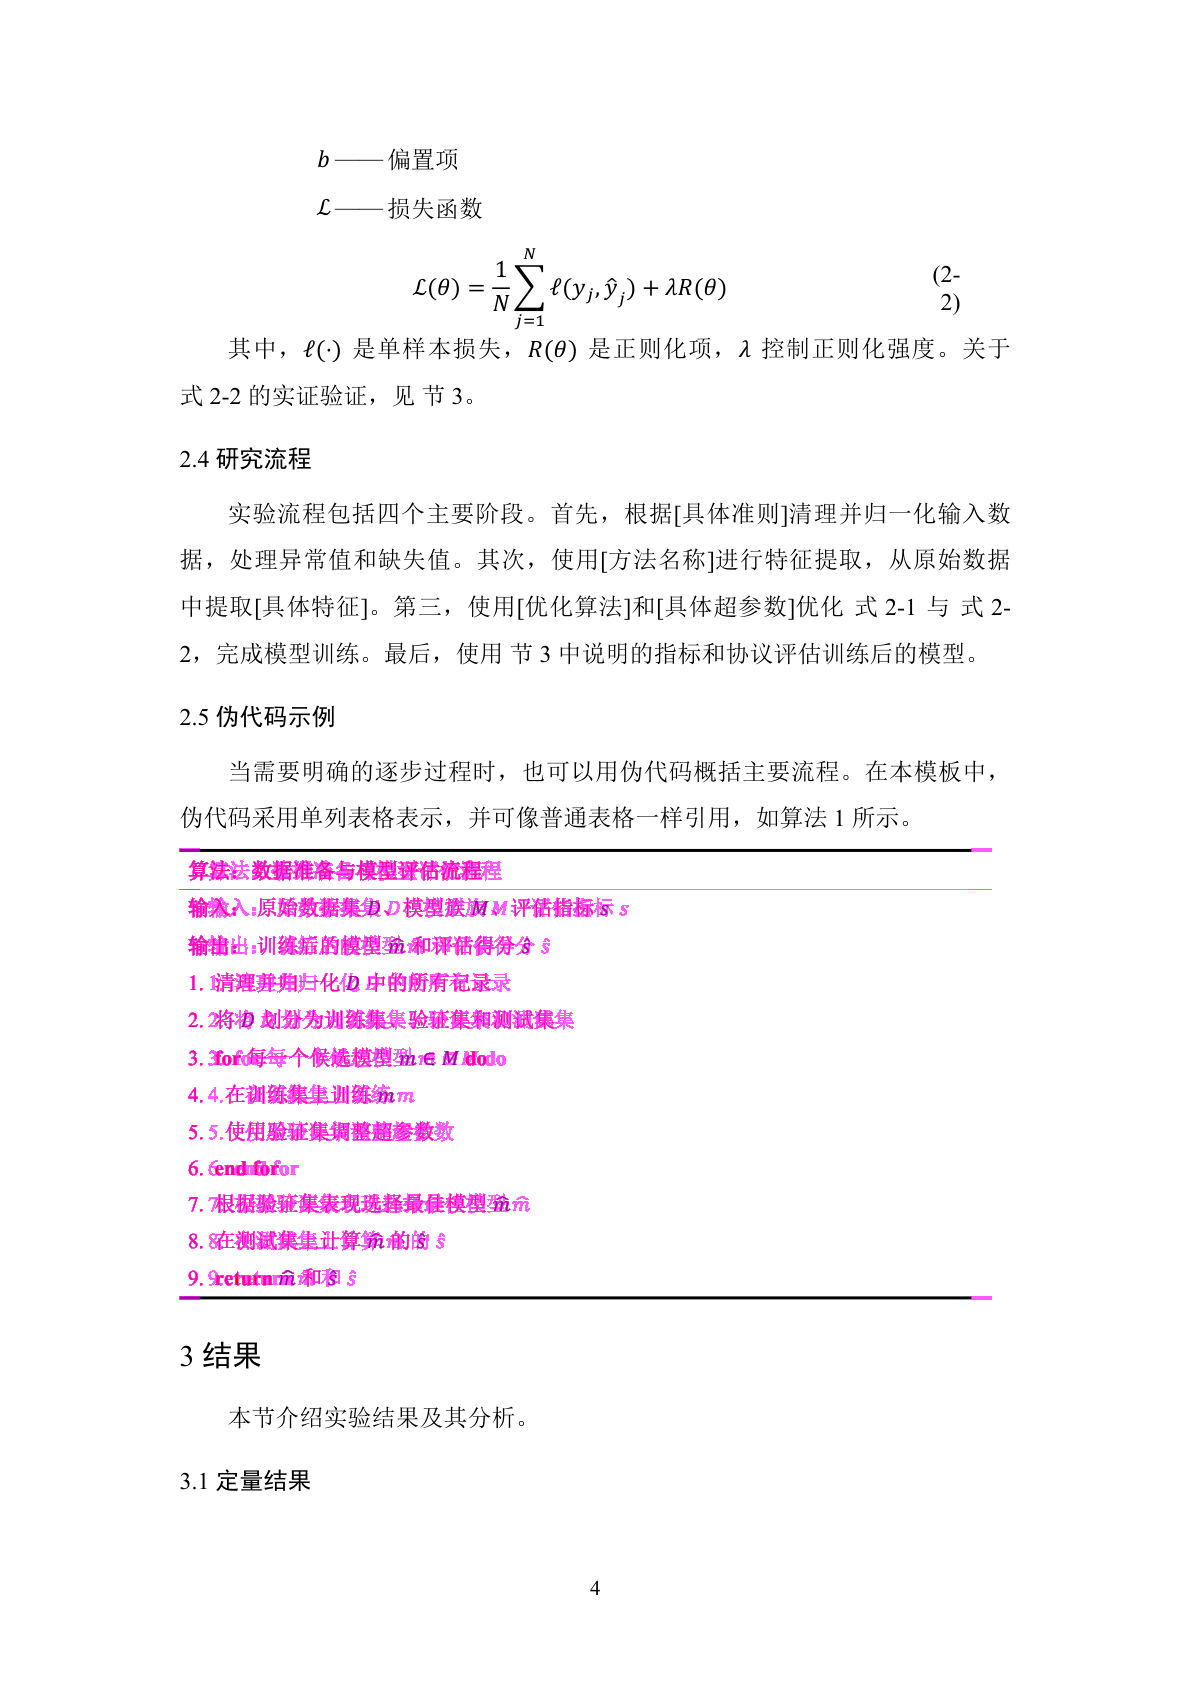 b —— 偏置项
ℒ —— 损失函数
ℒ(θ) = 1/N ∑_{j=1}^{N} ℓ(y_j, ŷ_j) + λR(θ) (2-2)
其中，ℓ(·) 是单样本损失，R(θ) 是正则化项，λ 控制正则化强度。关于
式 2-2 的实证验证，见 节 3。
2.4 研究流程
实验流程包括四个主要阶段。首先，根据[具体准则]清理并归一化输入数
据，处理异常值和缺失值。其次，使用[方法名称]进行特征提取，从原始数据
中提取[具体特征]。第三，使用[优化算法]和[具体超参数]优化 式 2-1 与 式 2-
2，完成模型训练。最后，使用 节 3 中说明的指标和协议评估训练后的模型。
2.5 伪代码示例
当需要明确的逐步过程时，也可以用伪代码概括主要流程。在本模板中，
伪代码采用单列表格表示，并可像普通表格一样引用，如算法 1 所示。
算法：数据准备与模型评估流程
输入：原始数据集 D、模型族 M、评估指标 s
输出：训练后的模型 m̂ 和评估得分 ŝ
1. 清理并归一化 D 中的所有记录
2. 将 D 划分为训练集、验证集和测试集
3. for 每一个候选模型 m ∈ M do
4. 在训练集上训练 m
5. 使用验证集调整超参数
6. end for
7. 根据验证集表现选择最佳模型 m̂
8. 在测试集上计算 m̂ 的 ŝ
9. return m̂ 和 ŝ
3 结果
本节介绍实验结果及其分析。
3.1 定量结果
4